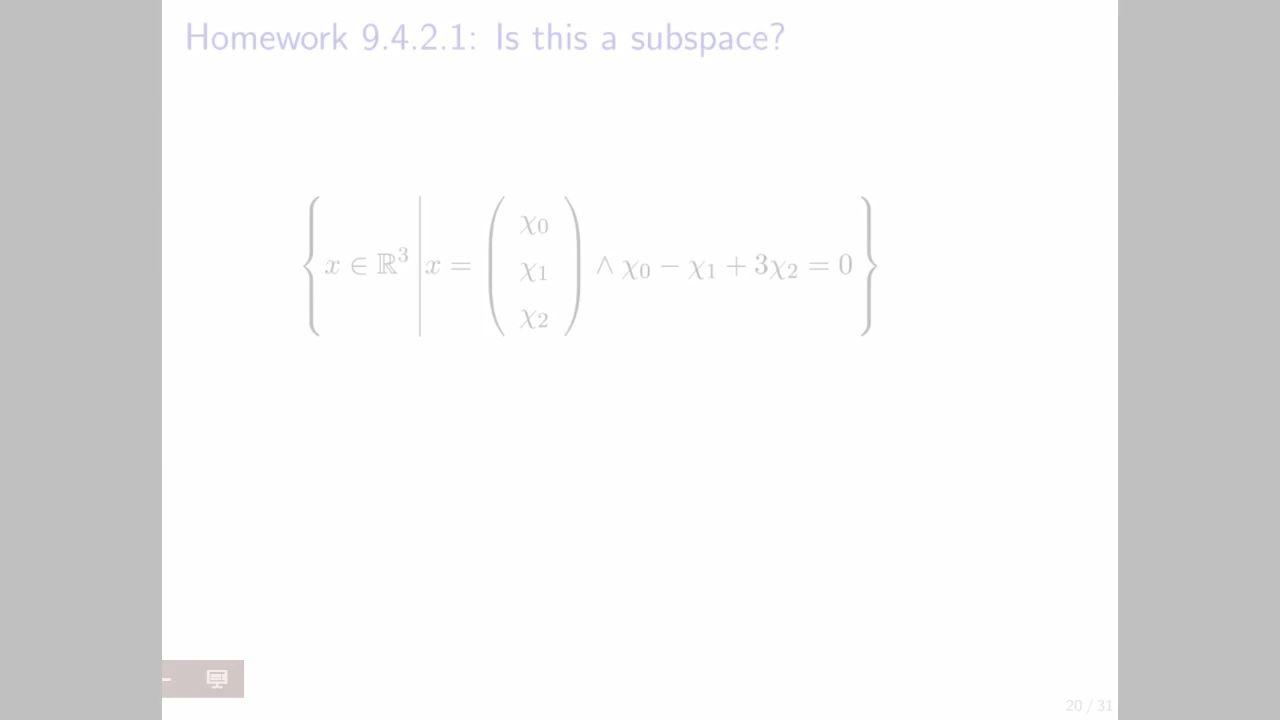 Homework 9.4.2.1: Is this a subspace?
{ x ∈ ℝ³ | x = ( χ₀ χ₁ χ₂ ) ∧ χ₀ − χ₁ + 3χ₂ = 0 }
20 / 31